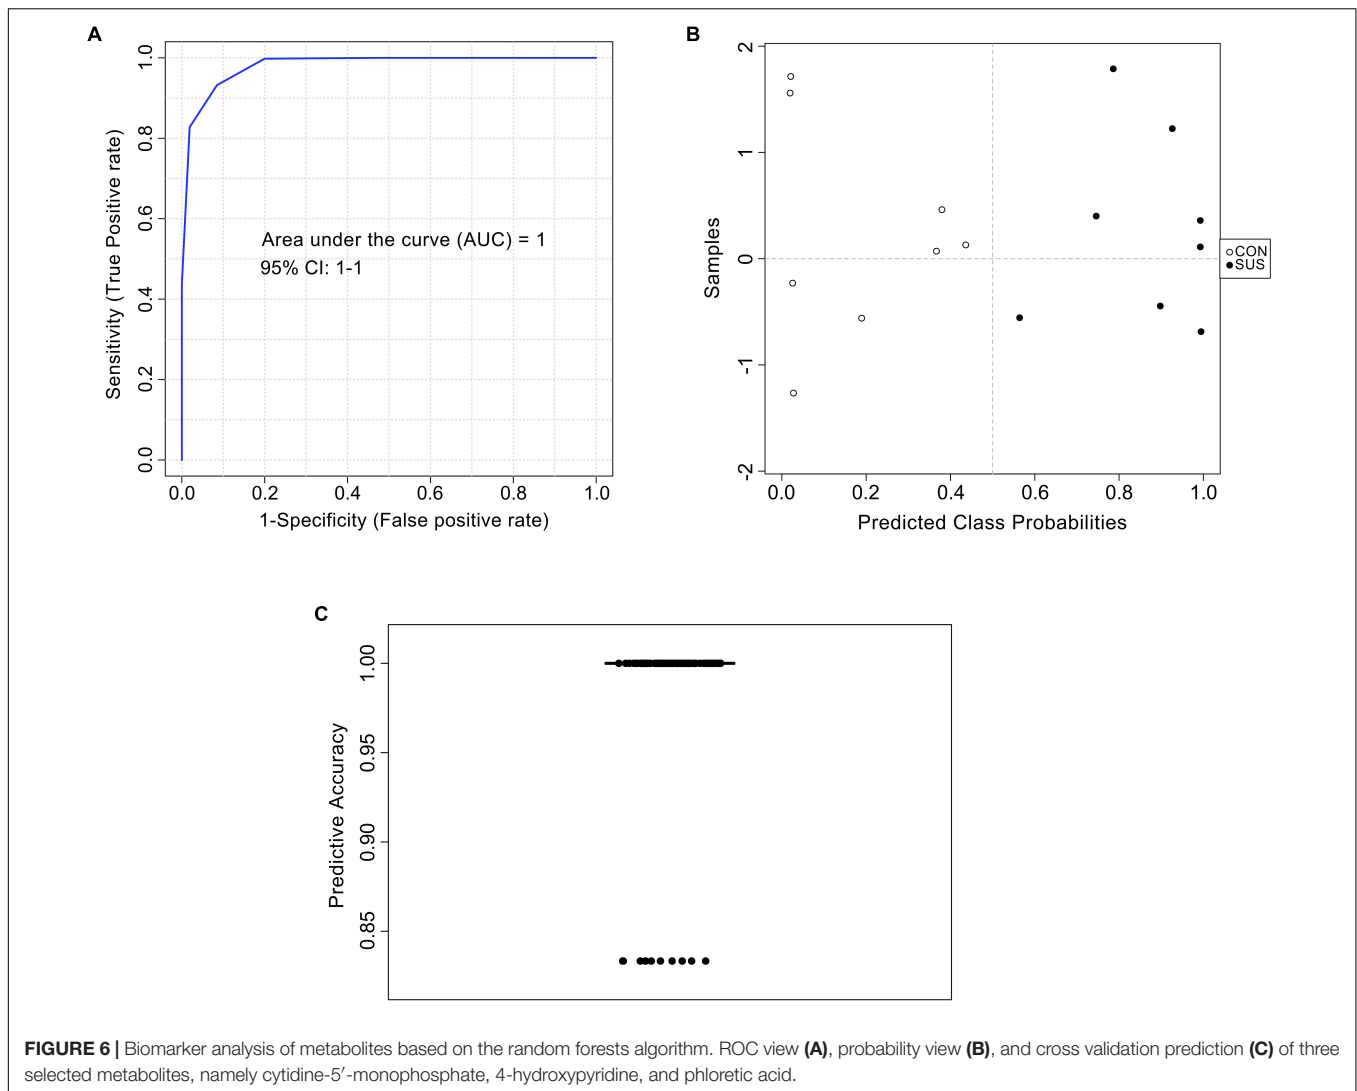 A
Sensitivity (True Positive rate)
1.0
0.8
0.6
0.4
0.2
0.0
Area under the curve (AUC) = 1
95% CI: 1-1
0.0 0.2 0.4 0.6 0.8 1.0
1-Specificity (False positive rate)
B
Samples
2
1
0
-1
-2
CON
SUS
0.0 0.2 0.4 0.6 0.8 1.0
Predicted Class Probabilities
C
Predictive Accuracy
1.00
0.95
0.90
0.85
FIGURE 6 | Biomarker analysis of metabolites based on the random forests algorithm. ROC view (A), probability view (B), and cross validation prediction (C) of three
selected metabolites, namely cytidine-5′-monophosphate, 4-hydroxypyridine, and phloretic acid.